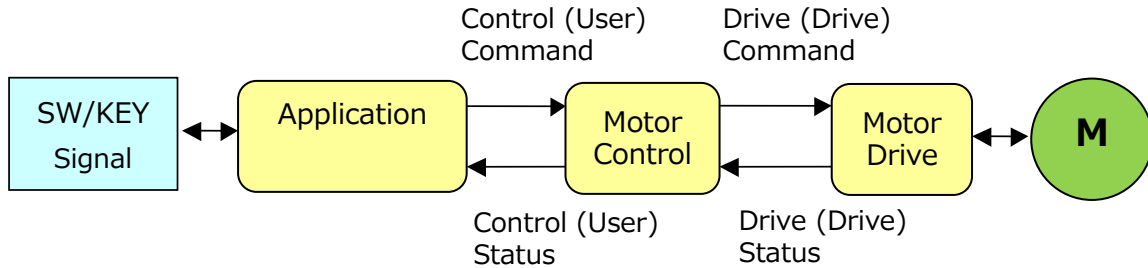 Control (User)
Command
Drive (Drive)
Command
SW/KEY
Signal
Application
Motor
Control
Motor
Drive
M
Control (User)
Status
Drive (Drive)
Status